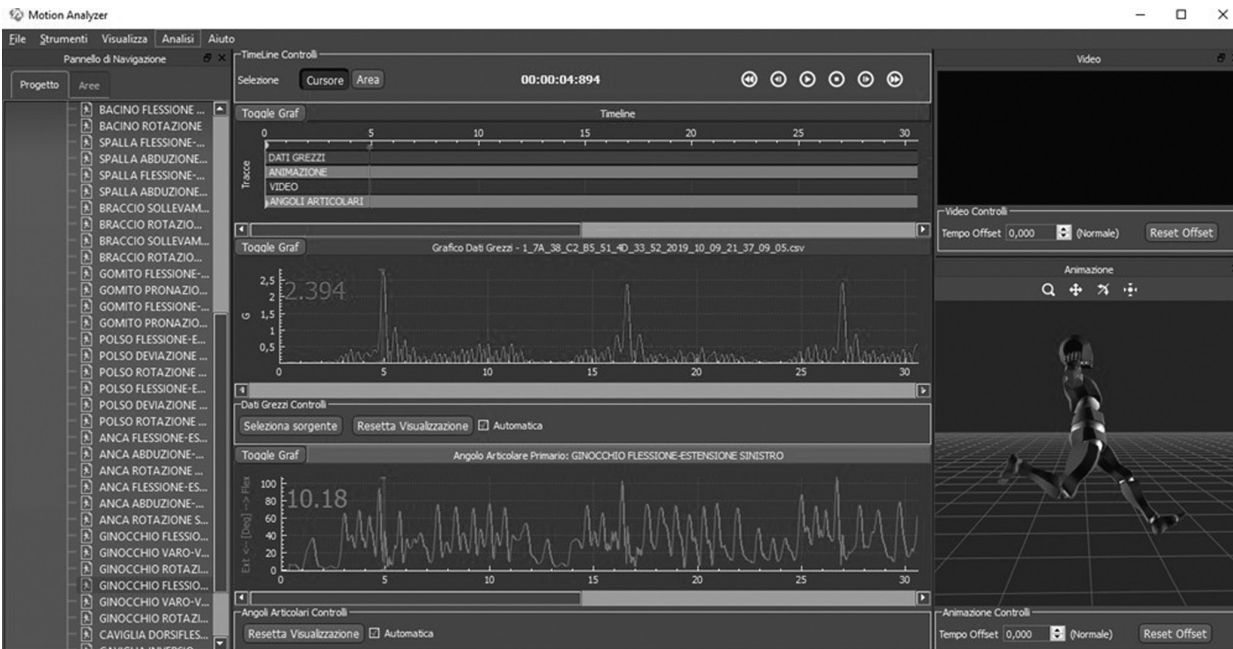 Motion Analyzer
File Strumenti Visualizza Analisi Aiuto
Pannello di Navigazione
Progetto Aree
BACINO FLESSIONE ...
BACINO ROTAZIONE
SPALLA FLESSIONE-...
SPALLA ABDUZIONE...
SPALLA FLESSIONE-...
SPALLA ABDUZIONE...
BRACCIO SOLLEVAM...
BRACCIO ROTAZIO...
BRACCIO SOLLEVAM...
BRACCIO ROTAZIO...
GOMITO FLESSIONE-...
GOMITO PRONAZIO...
GOMITO FLESSIONE-...
GOMITO PRONAZIO...
POLSO FLESSIONE-E...
POLSO DEVIAZIONE ...
POLSO ROTAZIONE ...
POLSO FLESSIONE-E...
POLSO DEVIAZIONE ...
POLSO ROTAZIONE ...
ANCA FLESSIONE-ES...
ANCA ABDUZIONE-...
ANCA ROTAZIONE ...
ANCA FLESSIONE-ES...
ANCA ABDUZIONE-...
ANCA ROTAZIONE S...
GINOCCHIO FLESSIO...
GINOCCHIO VARO-V...
GINOCCHIO ROTAZI...
GINOCCHIO FLESSIO...
GINOCCHIO VARO-V...
GINOCCHIO ROTAZI...
CAVIGLIA DORSIFLES...
TimeLine Controlli
Selezione Cursore Area 00:00:04:894
Toggle Graf Timeline
0 5 10 15 20 25 30
Tracce
DATI GREZZI
ANIMAZIONE
VIDEO
ANGOLI ARTICOLARI
Toggle Graf Grafico Dati Grezzi - 1_7A_38_C2_B5_51_4D_33_52_2019_10_09_21_37_09_05.csv
2.394
G
2,5
2
1,5
1
0,5
0 5 10 15 20 25 30
Dati Grezzi Controlli
Seleziona sorgente Resetta Visualizzazione Automatica
Toggle Graf Angolo Articolare Primario: GINOCCHIO FLESSIONE-ESTENSIONE SINISTRO
10.18
Ext <- [Deg] --> Flex
100
80
60
40
20
0
0 5 10 15 20 25 30
Angoli Articolari Controlli
Resetta Visualizzazione Automatica
Video
Video Controlli
Tempo Offset 0,000 (Normale) Reset Offset
Animazione
Animazione Controlli
Tempo Offset 0,000 (Normale) Reset Offset